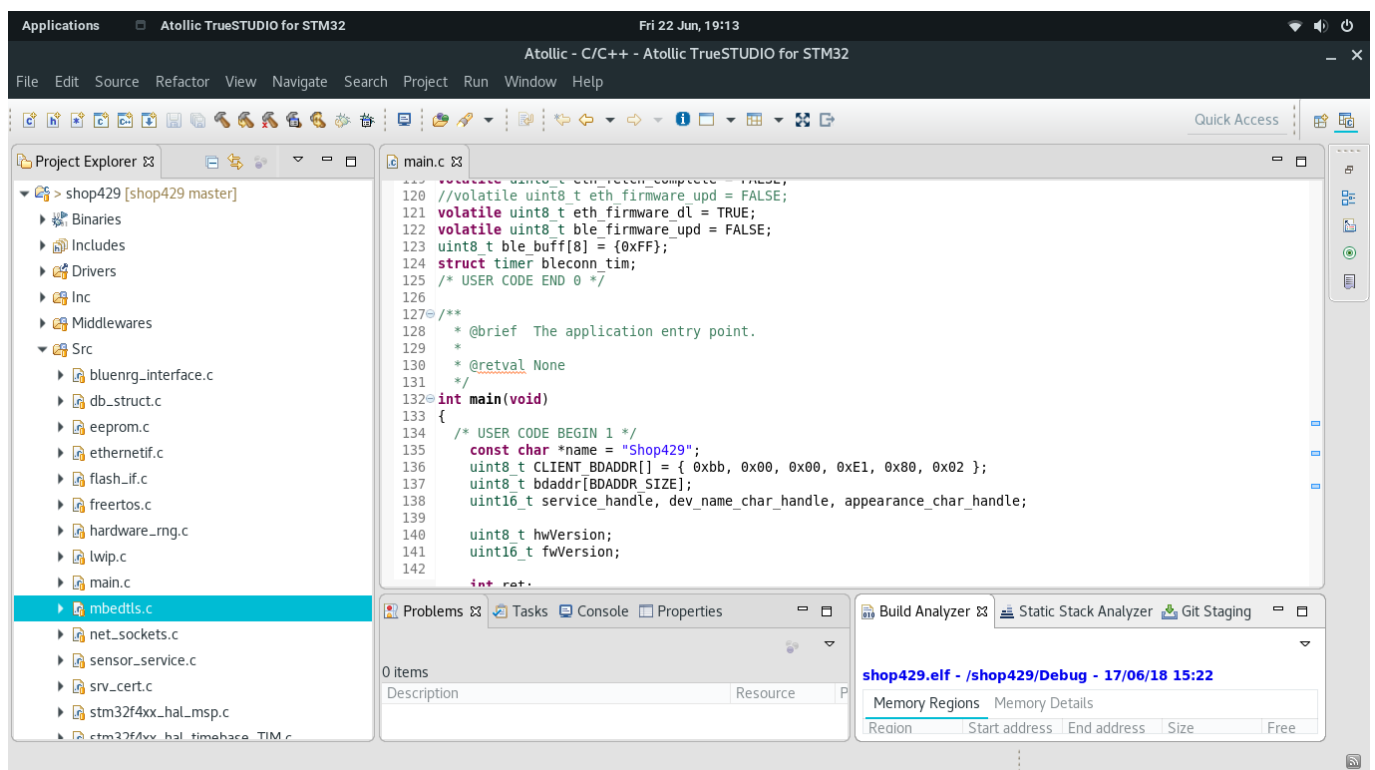 Applications Atollic TrueSTUDIO for STM32 Fri 22 Jun, 19:13
Atollic - C/C++ - Atollic TrueSTUDIO for STM32
File Edit Source Refactor View Navigate Search Project Run Window Help
Quick Access
Project Explorer
> shop429 [shop429 master]
Binaries
Includes
Drivers
Inc
Middlewares
Src
bluenrg_interface.c
db_struct.c
eeprom.c
ethernetif.c
flash_if.c
freertos.c
hardware_rng.c
lwip.c
main.c
mbedtls.c
net_sockets.c
sensor_service.c
srv_cert.c
stm32f4xx_hal_msp.c
stm32f4xx_hal_timebase_TIM.c
main.c
119 volatile uint8_t eth_fetch_complete = FALSE;
120 //volatile uint8_t eth_firmware_upd = FALSE;
121 volatile uint8_t eth_firmware_dl = TRUE;
122 volatile uint8_t ble_firmware_upd = FALSE;
123 uint8_t ble_buff[8] = {0xFF};
124 struct timer bleconn_tim;
125 /* USER CODE END 0 */
126
127 /**
128 * @brief The application entry point.
129 *
130 * @retval None
131 */
132 int main(void)
133 {
134 /* USER CODE BEGIN 1 */
135 const char *name = "Shop429";
136 uint8_t CLIENT_BDADDR[] = { 0xbb, 0x00, 0x00, 0xE1, 0x80, 0x02 };
137 uint8_t bdaddr[BDADDR_SIZE];
138 uint16_t service_handle, dev_name_char_handle, appearance_char_handle;
139
140 uint8_t hwVersion;
141 uint16_t fwVersion;
142
int ret;
Problems Tasks Console Properties
0 items
Description Resource P
Build Analyzer Static Stack Analyzer Git Staging
shop429.elf - /shop429/Debug - 17/06/18 15:22
Memory Regions Memory Details
Region Start address End address Size Free